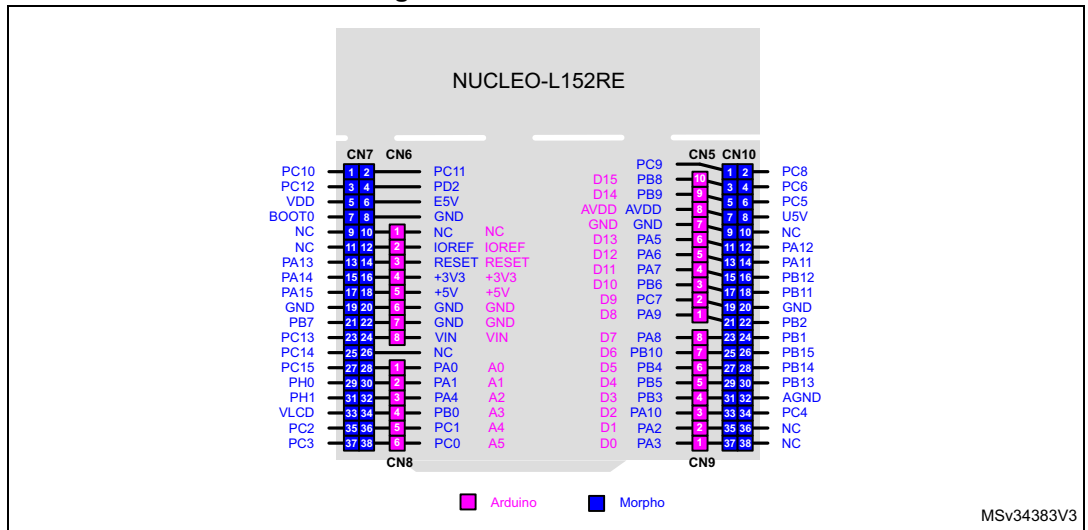 NUCLEO-L152RE
CN7 CN6 CN5 CN10
PC9
PC10 1 2 PC11 1 2 PC8
PC12 3 4 PD2 D15 PB8 10 3 4 PC6
VDD 5 6 E5V D14 PB9 9 5 6 PC5
BOOT0 7 8 GND AVDD AVDD 8 7 8 U5V
NC 9 10 1 NC NC GND GND 7 9 10 NC
NC 11 12 2 IOREF IOREF D13 PA5 6 11 12 PA12
PA13 13 14 3 RESET RESET D12 PA6 5 13 14 PA11
PA14 15 16 4 +3V3 +3V3 D11 PA7 4 15 16 PB12
PA15 17 18 5 +5V +5V D10 PB6 3 17 18 PB11
GND 19 20 6 GND GND D9 PC7 2 19 20 GND
PB7 21 22 7 GND GND D8 PA9 1 21 22 PB2
PC13 23 24 8 VIN VIN D7 PA8 8 23 24 PB1
PC14 25 26 NC D6 PB10 7 25 26 PB15
PC15 27 28 1 PA0 A0 D5 PB4 6 27 28 PB14
PH0 29 30 2 PA1 A1 D4 PB5 5 29 30 PB13
PH1 31 32 3 PA4 A2 D3 PB3 4 31 32 AGND
VLCD 33 34 4 PB0 A3 D2 PA10 3 33 34 PC4
PC2 35 36 5 PC1 A4 D1 PA2 2 35 36 NC
PC3 37 38 6 PC0 A5 D0 PA3 1 37 38 NC
CN8 CN9
Arduino Morpho
MSv34383V3